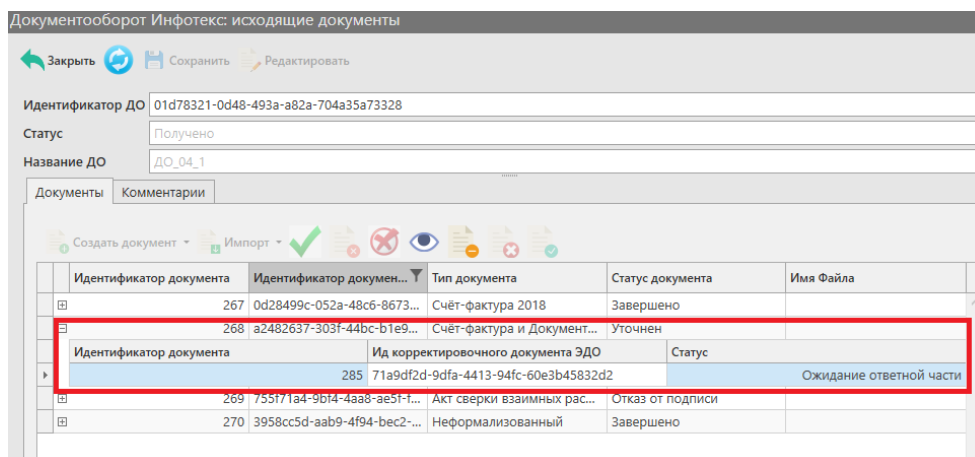 Документооборот Инфотекс: исходящие документы
Закрыть Сохранить Редактировать
Идентификатор ДО 01d78321-0d48-493a-a82a-704a35a73328
Статус Получено
Название ДО ДО_04_1
Документы Комментарии
Создать документ Импорт
Идентификатор документа Идентификатор докумен... Тип документа Статус документа Имя Файла
267 0d28499c-052a-48c6-8673... Счёт-фактура 2018 Завершено
268 a2482637-303f-44bc-b1e9... Счёт-фактура и Документ... Уточнен
Идентификатор документа Ид корректировочного документа ЭДО Статус
285 71a9df2d-9dfa-4413-94fc-60e3b45832d2 Ожидание ответной части
269 755f71a4-9bf4-4aa8-ae5f-f... Акт сверки взаимных рас... Отказ от подписи
270 3958cc5d-aab9-4f94-bec2-... Неформализованный Завершено